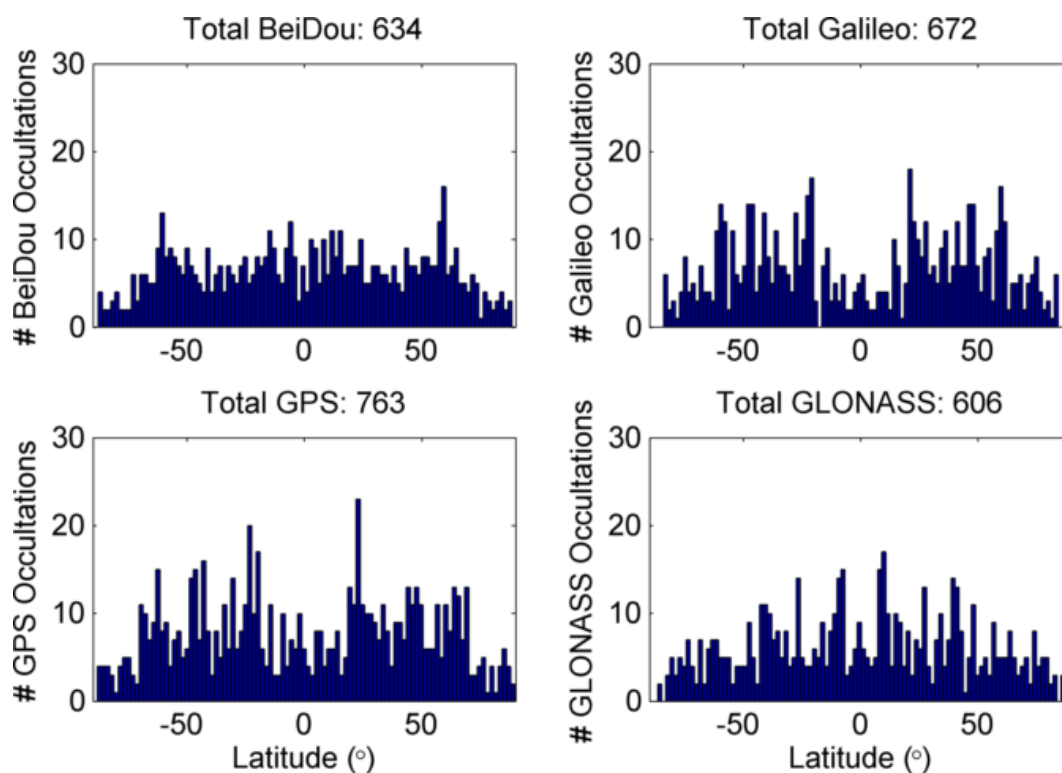 Total BeiDou: 634
# BeiDou Occultations
30
20
10
0
-50 0 50
Total Galileo: 672
# Galileo Occultations
30
20
10
0
-50 0 50
Total GPS: 763
# GPS Occultations
30
20
10
0
-50 0 50
Latitude (°)
Total GLONASS: 606
# GLONASS Occultations
30
20
10
0
-50 0 50
Latitude (°)